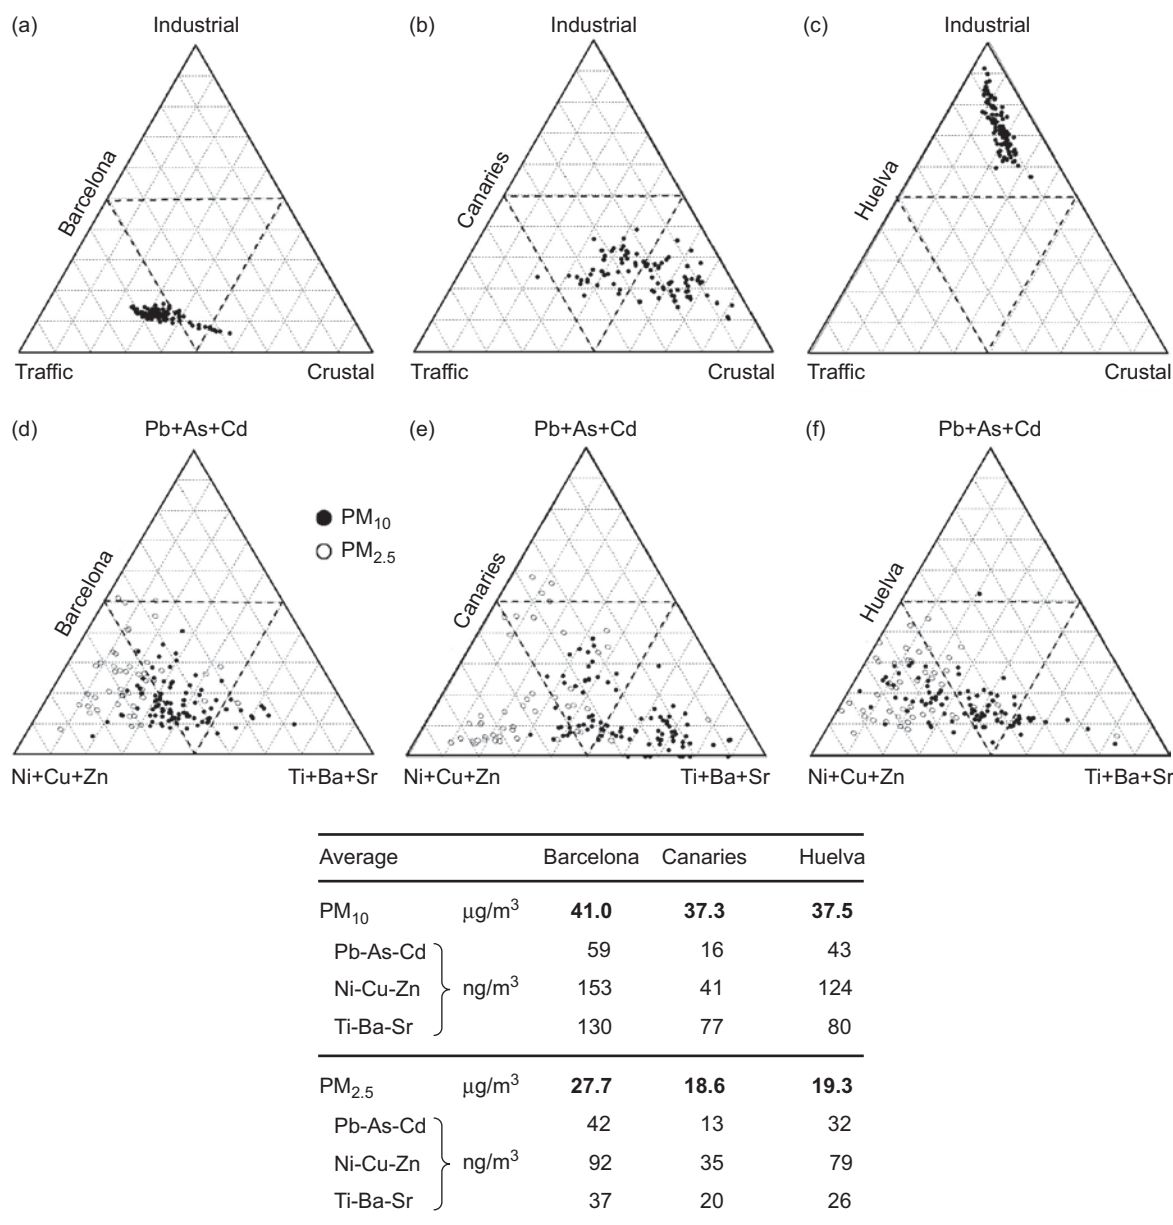 (a) Industrial (b) Industrial (c) Industrial
Barcelona Canaries Huelva
Traffic Crustal Traffic Crustal Traffic Crustal
(d) Pb+As+Cd (e) Pb+As+Cd (f) Pb+As+Cd
PM10
PM2.5
Barcelona Canaries Huelva
Ni+Cu+Zn Ti+Ba+Sr Ni+Cu+Zn Ti+Ba+Sr Ni+Cu+Zn Ti+Ba+Sr
Average Barcelona Canaries Huelva
PM10 μg/m3 41.0 37.3 37.5
Pb-As-Cd 59 16 43
Ni-Cu-Zn ng/m3 153 41 124
Ti-Ba-Sr 130 77 80
PM2.5 μg/m3 27.7 18.6 19.3
Pb-As-Cd 42 13 32
Ni-Cu-Zn ng/m3 92 35 79
Ti-Ba-Sr 37 20 26